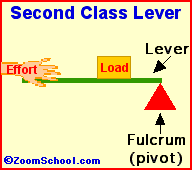 Second Class Lever
Lever
Load
Effort
Fulcrum
(pivot)
©ZoomSchool.com